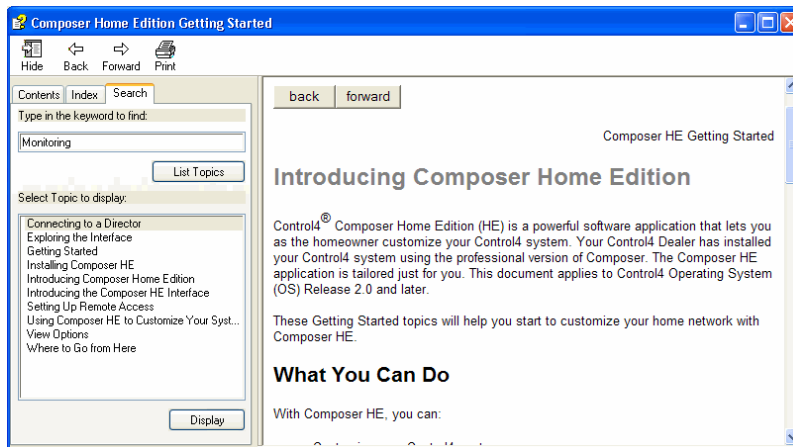 Composer Home Edition Getting Started
Hide Back Forward Print
Contents Index Search
Type in the keyword to find:
Monitoring
List Topics
Select Topic to display:
Connecting to a Director
Exploring the Interface
Getting Started
Installing Composer HE
Introducing Composer Home Edition
Introducing the Composer HE Interface
Setting Up Remote Access
Using Composer HE to Customize Your Syst...
View Options
Where to Go from Here
Display
back forward
Composer HE Getting Started
Introducing Composer Home Edition
Control4® Composer Home Edition (HE) is a powerful software application that lets you
as the homeowner customize your Control4 system. Your Control4 Dealer has installed
your Control4 system using the professional version of Composer. The Composer HE
application is tailored just for you. This document applies to Control4 Operating System
(OS) Release 2.0 and later.
These Getting Started topics will help you start to customize your home network with
Composer HE.
What You Can Do
With Composer HE, you can: